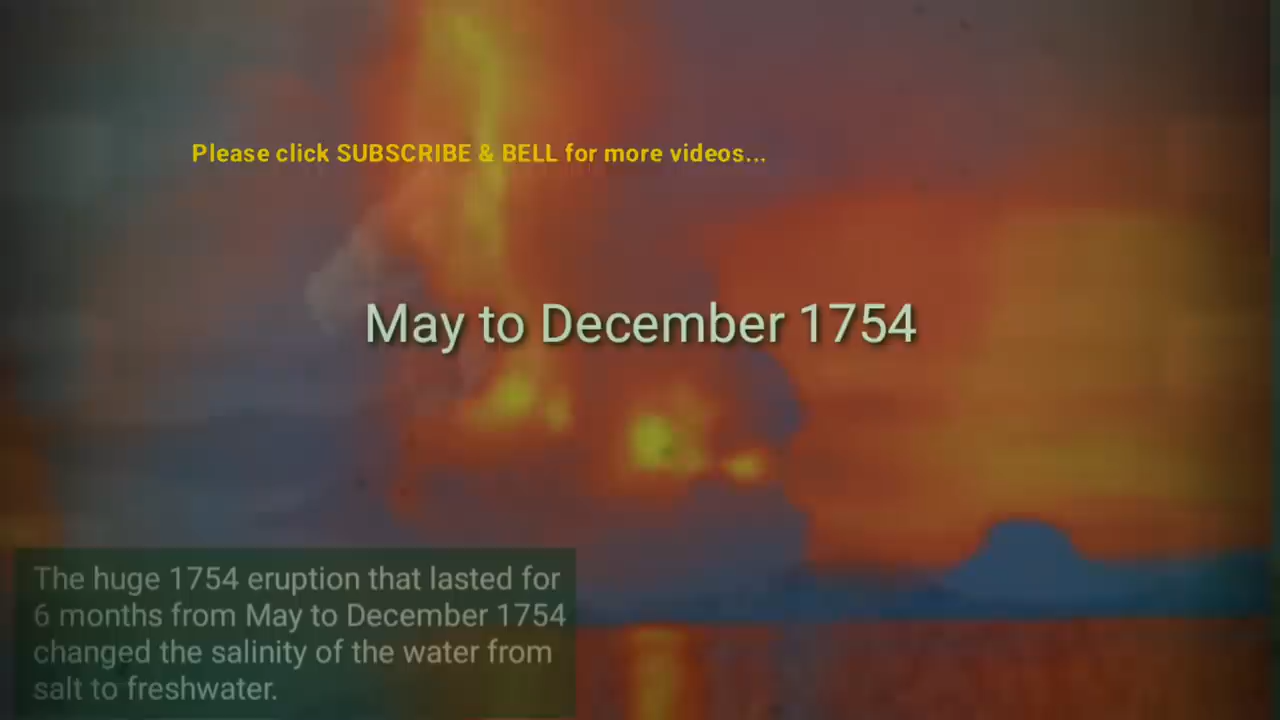 Please click SUBSCRIBE & BELL for more videos...
May to December 1754
The huge 1754 eruption that lasted for
6 months from May to December 1754
changed the salinity of the water from
salt to freshwater.